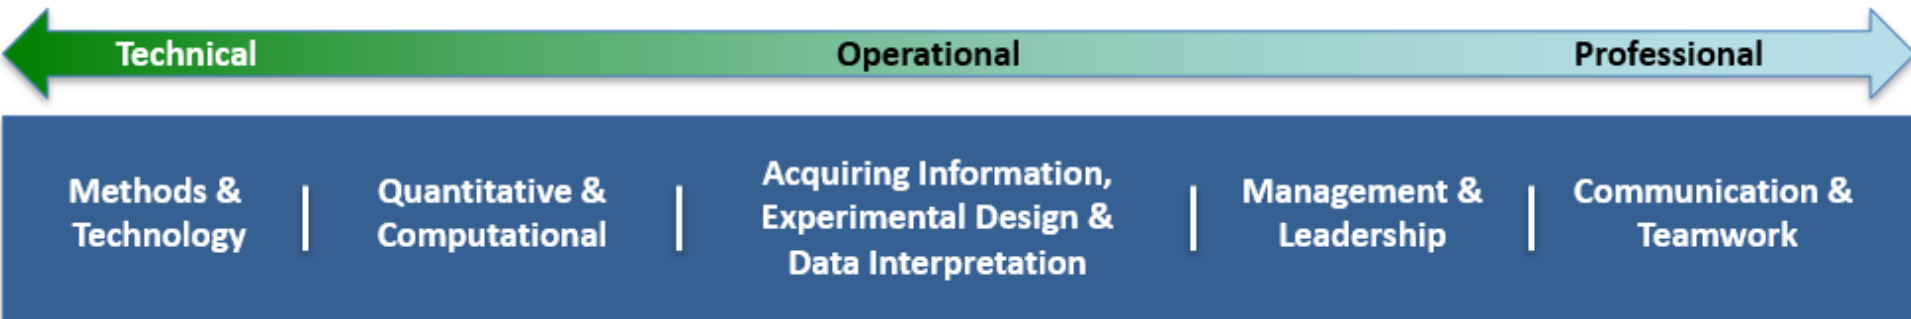 Technical
Operational
Professional
Methods &
Technology
Quantitative &
Computational
Acquiring Information,
Experimental Design &
Data Interpretation
Management &
Leadership
Communication &
Teamwork